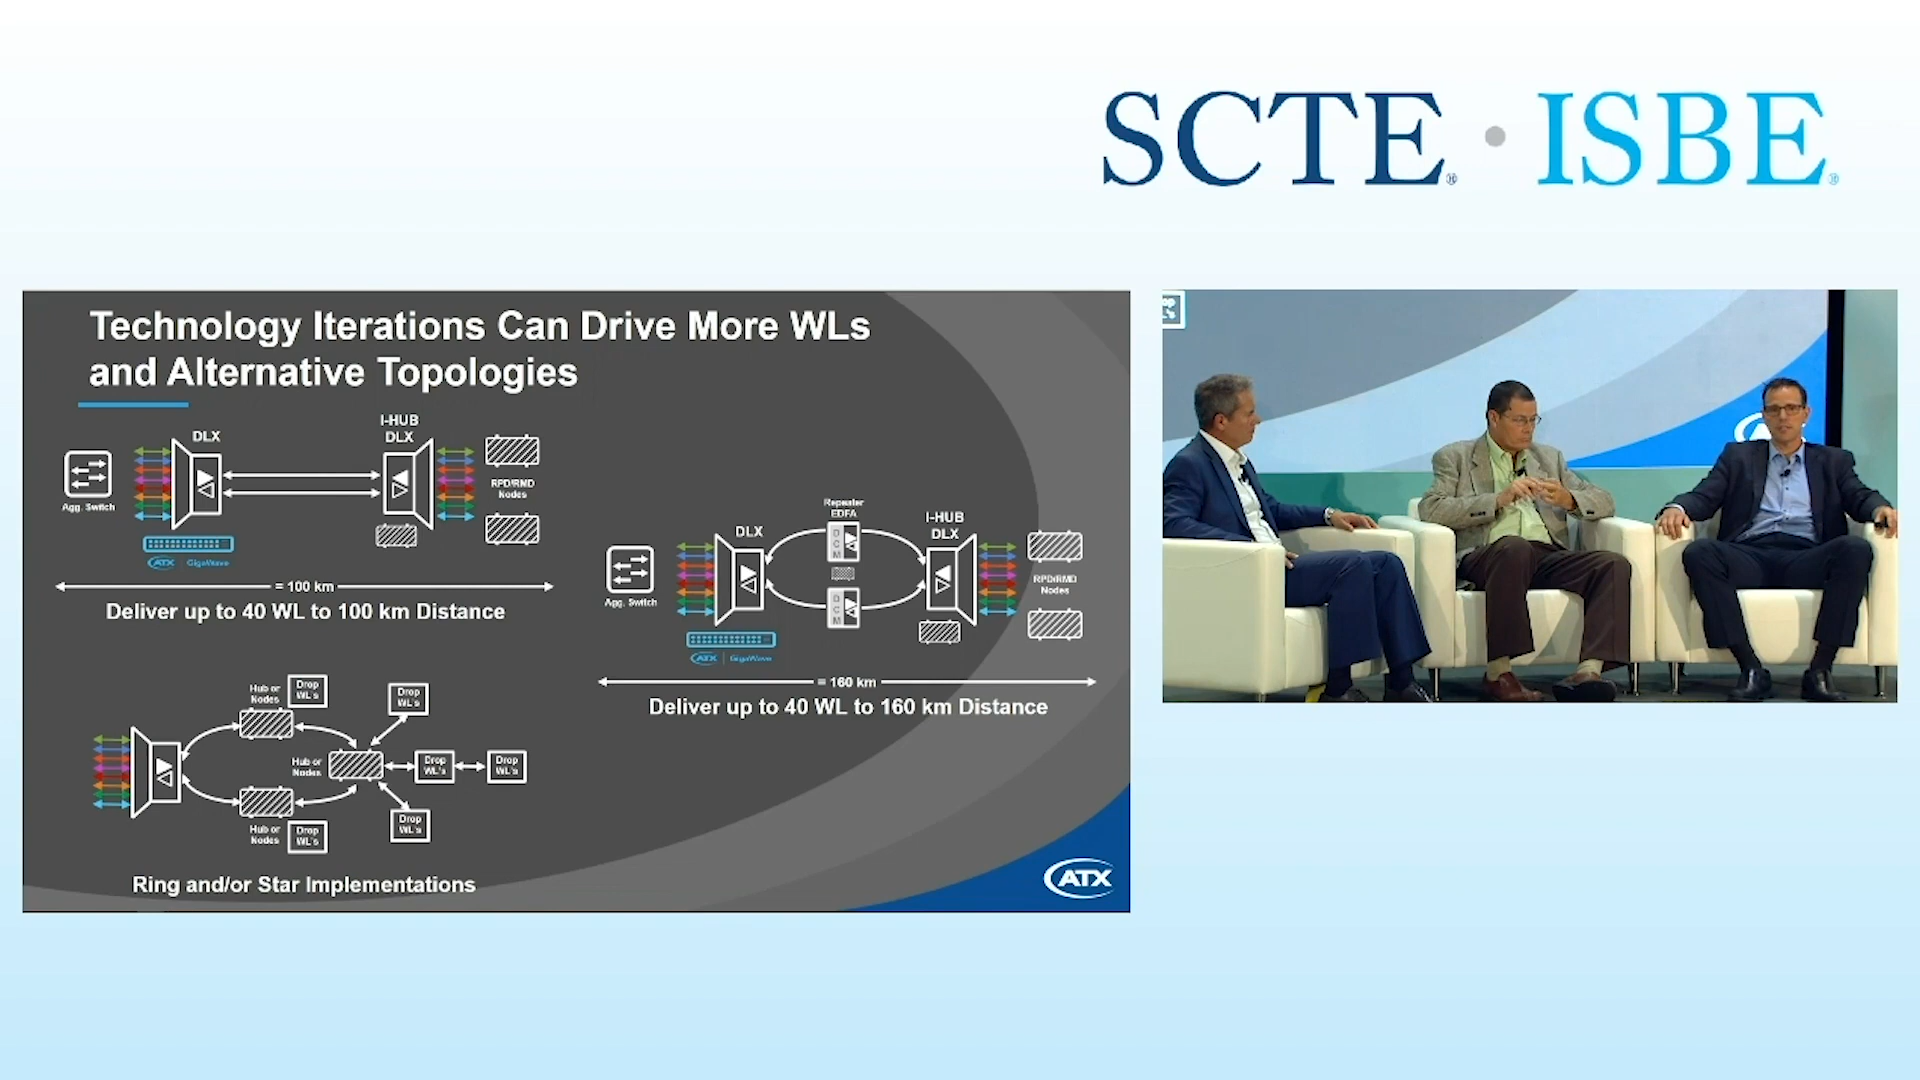 SCTE® • ISBE®
Technology Iterations Can Drive More WLs
and Alternative Topologies
DLX
I-HUB
DLX
Agg. Switch
RPD/RMD
Nodes
ATX GigaWave
= 100 km
Deliver up to 40 WL to 100 km Distance
Repeater
EDFA
DLX
I-HUB
DLX
DCM
DCM
Agg. Switch
RPD/RMD
Nodes
ATX GigaWave
= 160 km
Deliver up to 40 WL to 160 km Distance
Hub or
Nodes
Drop
WL's
Drop
WL's
Hub or
Nodes
Drop
WL's
Drop
WL's
Hub or
Nodes
Drop
WL's
Drop
WL's
Ring and/or Star Implementations
ATX